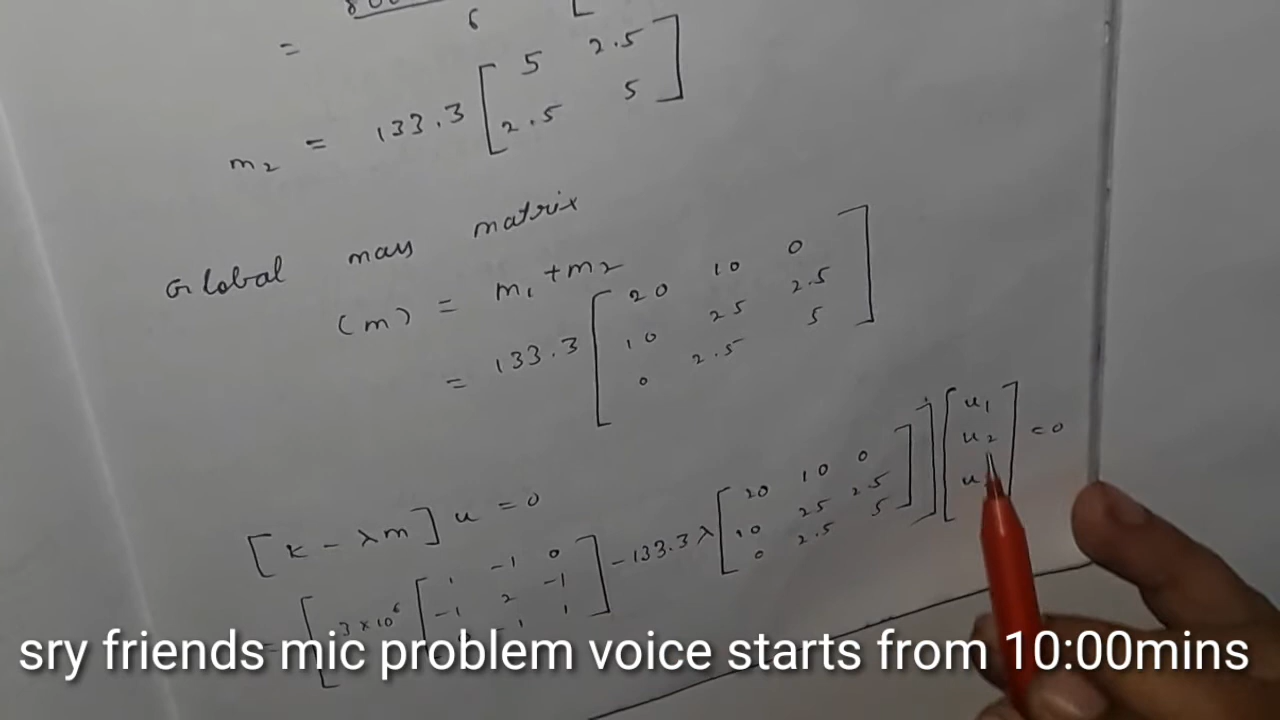 =
6
m2 = 133.3 [ 5 2.5
2.5 5 ]
Global mass matrix
(m) = m1 + m2
= 133.3 [ 20 10 0
10 25 2.5
0 2.5 5 ]
[K - λm] u = 0
3×10⁶ [ 1 -1 0
-1 2 -1
-1 1 ] - 133.3 λ [ 20 10 0
10 25 2.5
0 2.5 5 ] ] [ u1
u2
u ] = 0
sry friends mic problem voice starts from 10:00mins